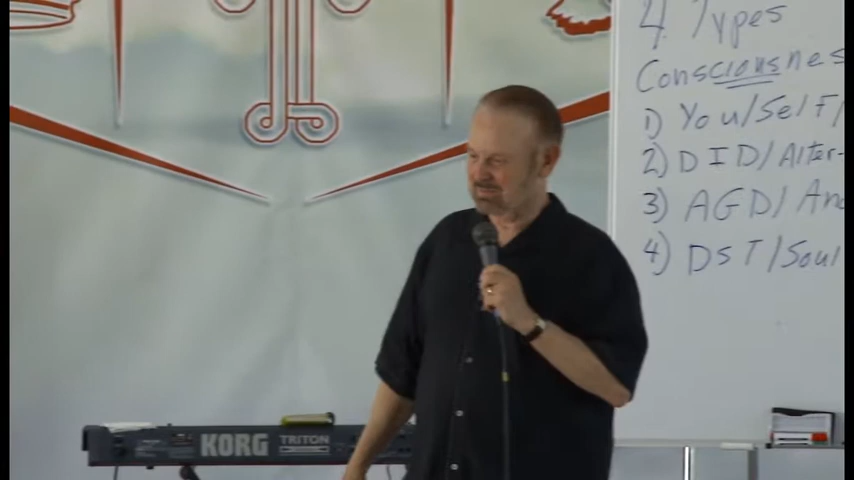 4 Types
Consciousness
1) You/Self/
2) DID/Alter-
3) AGD/An
4) DST/Soul
KORG TRITON